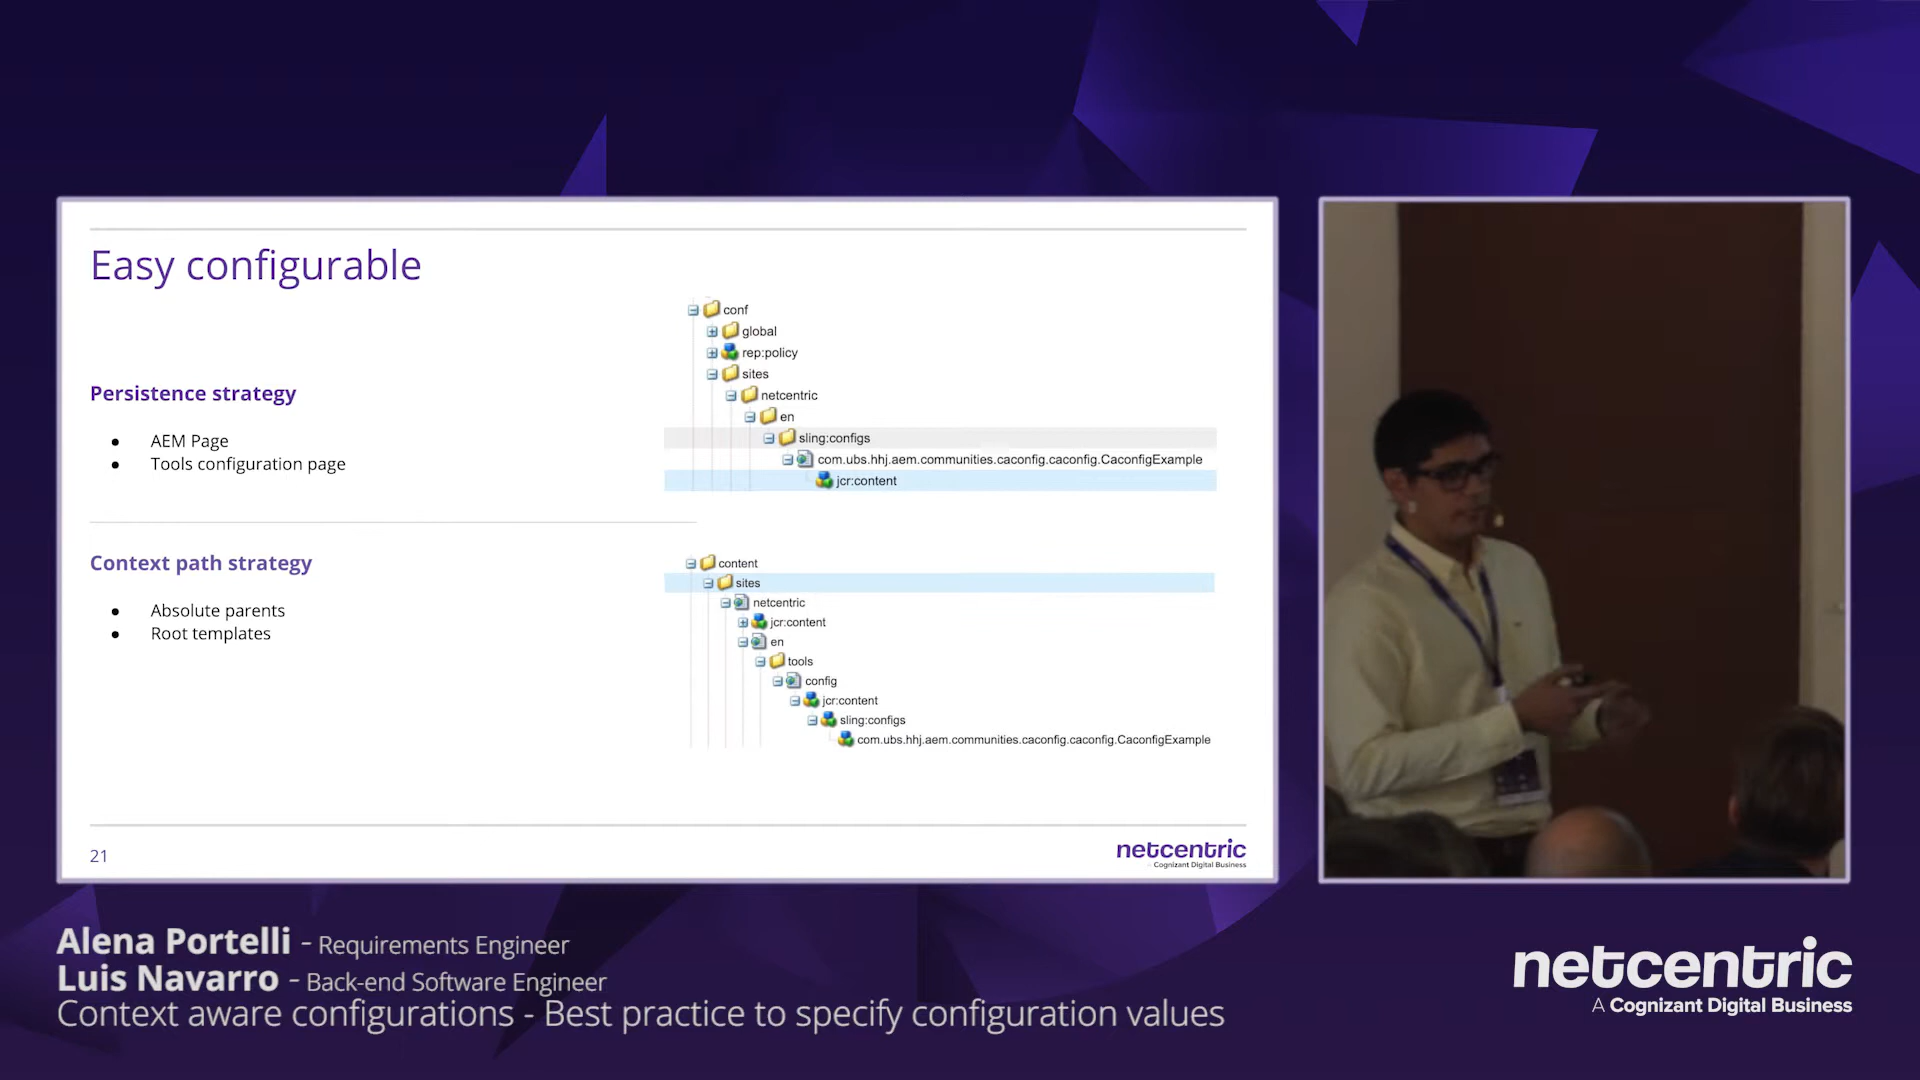 Easy configurable
Persistence strategy
● AEM Page
● Tools configuration page
Context path strategy
● Absolute parents
● Root templates
conf
global
rep:policy
sites
netcentric
en
sling:configs
com.ubs.hhj.aem.communities.caconfig.caconfig.CaconfigExample
jcr:content
content
sites
netcentric
jcr:content
en
tools
config
jcr:content
sling:configs
com.ubs.hhj.aem.communities.caconfig.caconfig.CaconfigExample
21
netcentric
Cognizant Digital Business
Alena Portelli - Requirements Engineer
Luis Navarro - Back-end Software Engineer
Context aware configurations - Best practice to specify configuration values
netcentric
A Cognizant Digital Business